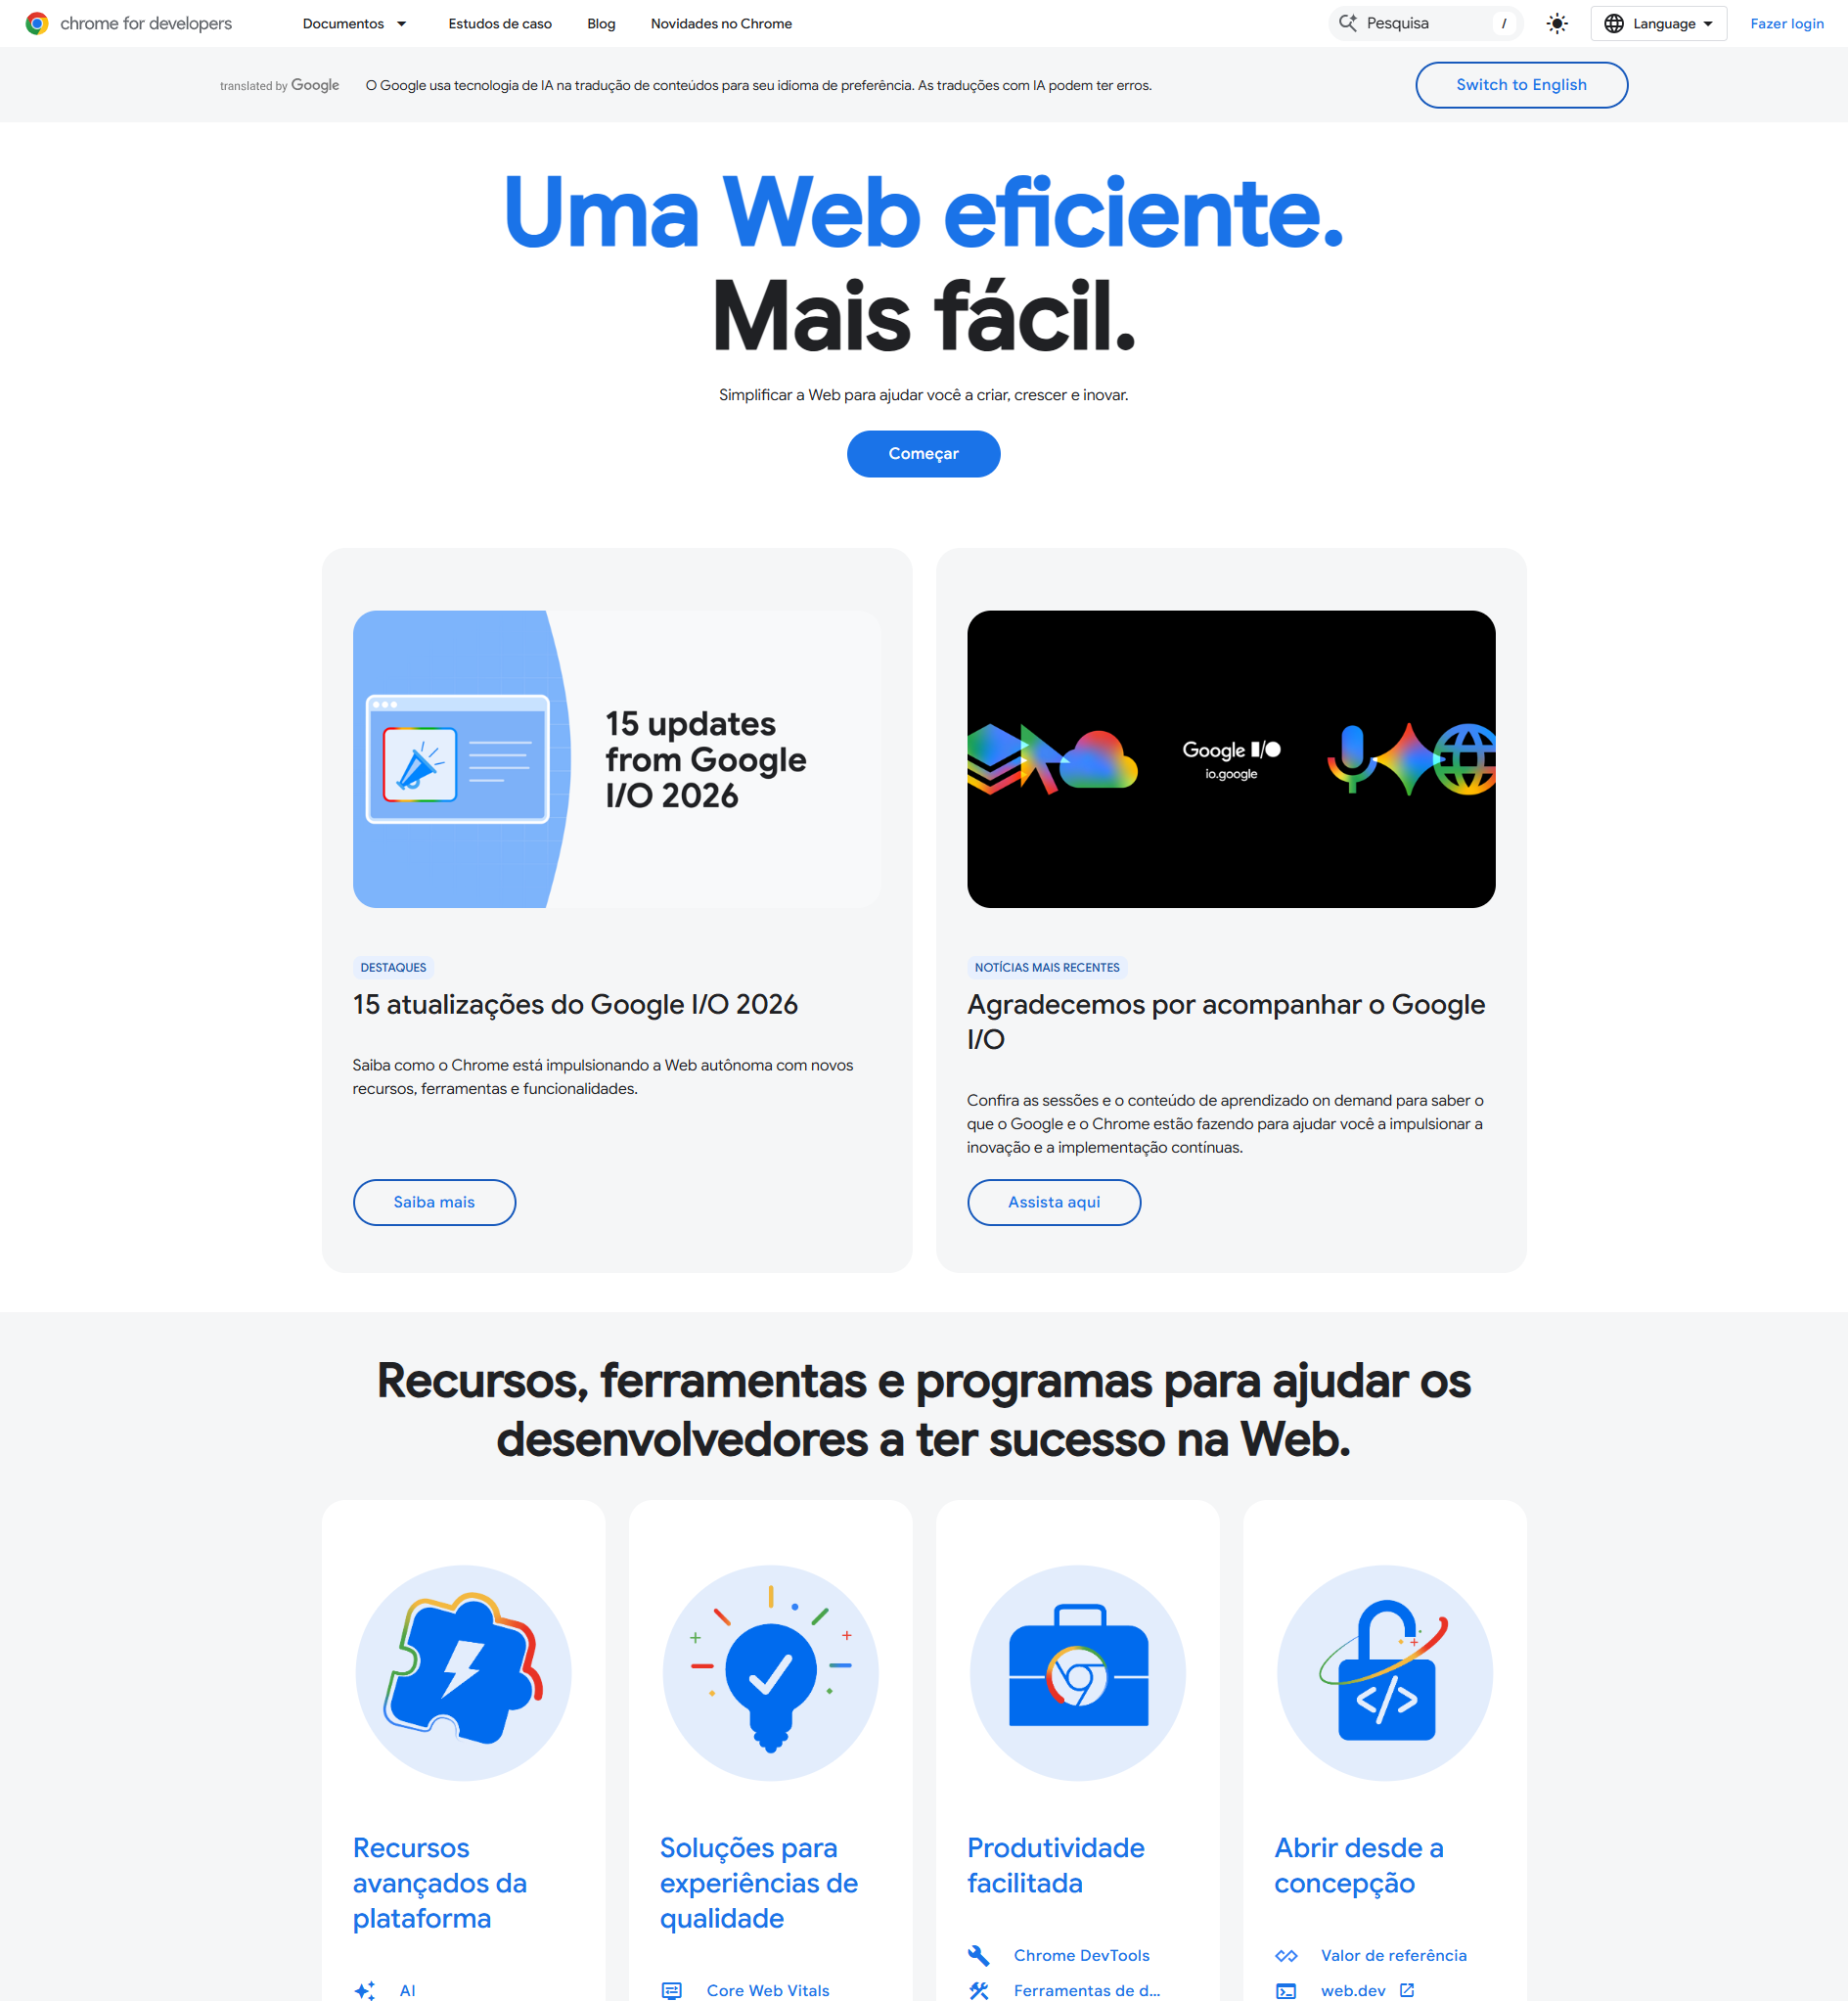 chrome for developers
Documentos
Estudos de caso
Blog
Novidades no Chrome
Pesquisa
/
Language
Fazer login
translated by Google
O Google usa tecnologia de IA na tradução de conteúdos para seu idioma de preferência. As traduções com IA podem ter erros.
Switch to English
Uma Web eficiente.
Mais fácil.
Simplificar a Web para ajudar você a criar, crescer e inovar.
Começar
15 updates
from Google
I/O 2026
DESTAQUES
15 atualizações do Google I/O 2026
Saiba como o Chrome está impulsionando a Web autônoma com novos
recursos, ferramentas e funcionalidades.
Saiba mais
Google I/O
io.google
NOTÍCIAS MAIS RECENTES
Agradecemos por acompanhar o Google
I/O
Confira as sessões e o conteúdo de aprendizado on demand para saber o
que o Google e o Chrome estão fazendo para ajudar você a impulsionar a
inovação e a implementação contínuas.
Assista aqui
Recursos, ferramentas e programas para ajudar os
desenvolvedores a ter sucesso na Web.
Recursos
avançados da
plataforma
AI
Soluções para
experiências de
qualidade
Core Web Vitals
Produtividade
facilitada
Chrome DevTools
Ferramentas de d...
</>
Abrir desde a
concepção
Valor de referência
web.dev